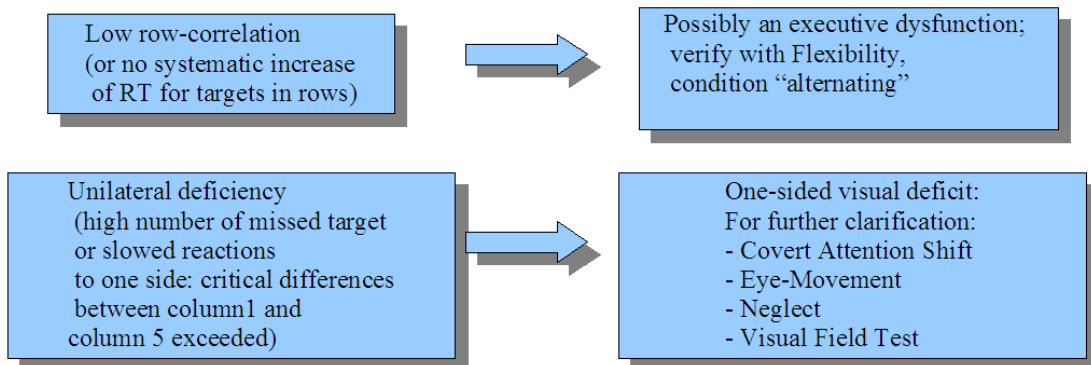 Low row-correlation
(or no systematic increase
of RT for targets in rows)
Possibly an executive dysfunction;
verify with Flexibility,
condition “alternating”
Unilateral deficiency
(high number of missed target
or slowed reactions
to one side: critical differences
between column1 and
column 5 exceeded)
One-sided visual deficit:
For further clarification:
- Covert Attention Shift
- Eye-Movement
- Neglect
- Visual Field Test